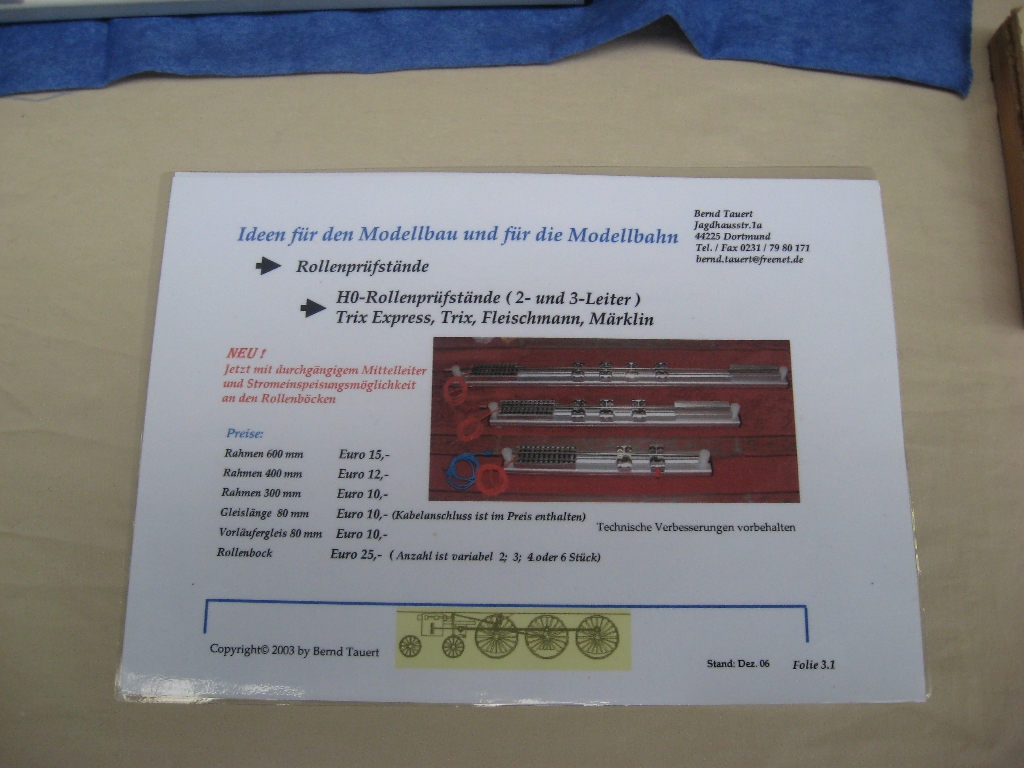 Ideen für den Modellbau und für die Modellbahn
Bernd Tauert
Jagdhausstr.1a
44225 Dortmund
Tel. / Fax 0231 / 79 80 171
bernd.tauert@freenet.de
Rollenprüfstände
H0-Rollenprüfstände ( 2- und 3-Leiter )
Trix Express, Trix, Fleischmann, Märklin
NEU !
Jetzt mit durchgängigem Mittelleiter
und Stromeinspeisungsmöglichkeit
an den Rollenböcken
Preise:
Rahmen 600 mm Euro 15,-
Rahmen 400 mm Euro 12,-
Rahmen 300 mm Euro 10,-
Gleislänge 80 mm Euro 10,- (Kabelanschluss ist im Preis enthalten)
Vorläufergleis 80 mm Euro 10,-
Rollenbock Euro 25,- ( Anzahl ist variabel 2; 3; 4.oder 6 Stück)
Technische Verbesserungen vorbehalten
Copyright© 2003 by Bernd Tauert
Stand: Dez. 06 Folie 3.1